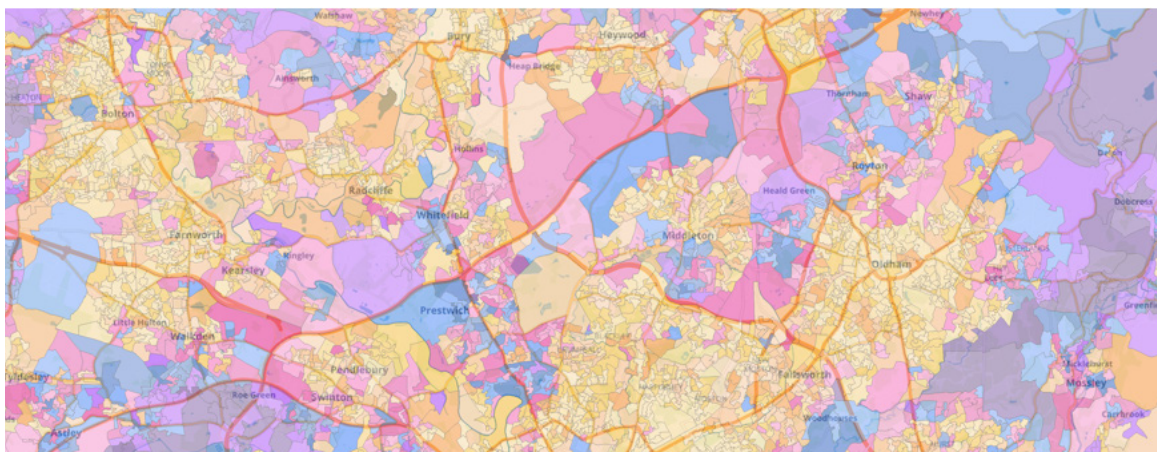 Walshaw
Newhey
Bury
Heywood
Heap Bridge
Ainsworth
Thornham
Shaw
Bolton
Hollins
Royton
Delph
Radcliffe
Heald Green
Dobcross
Whitefield
Farnworth
Middleton
Ringley
Kearsley
Oldham
Prestwich
Little Hulton
Walkden
Pendlebury
Failsworth
Micklehurst
Mossley
Roe Green
Swinton
Woodhouses
Carrbrook
Astley